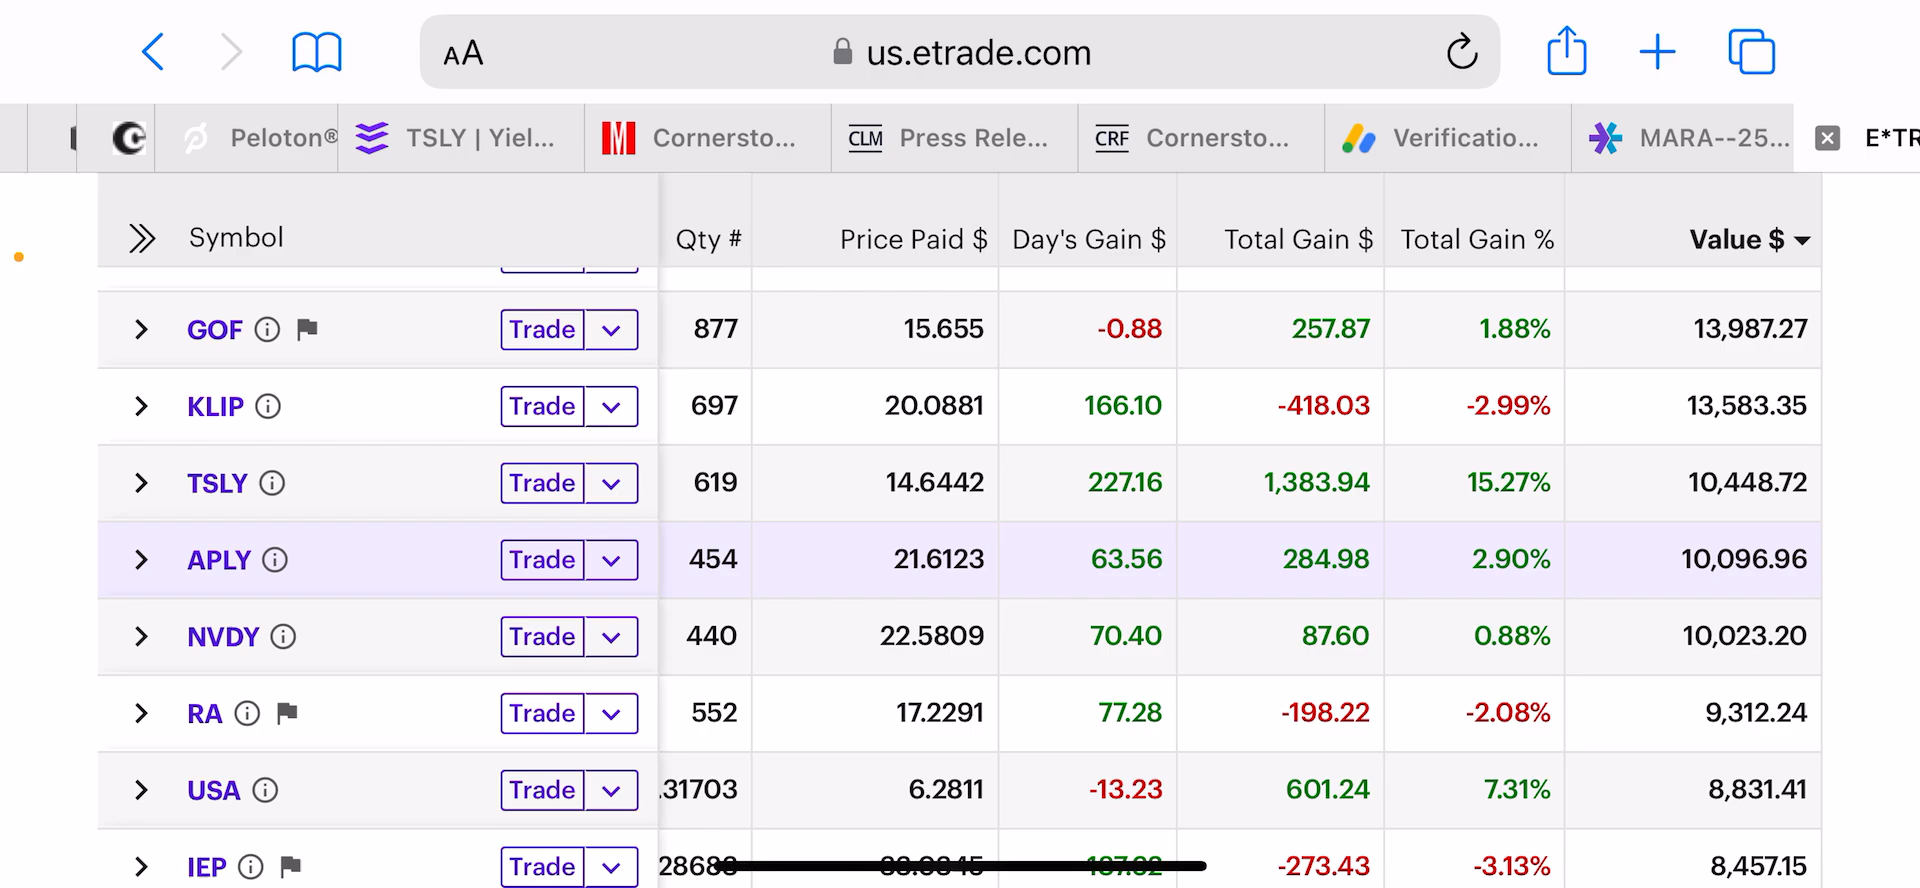 AA us.etrade.com
Peloton® TSLY | Yiel... M Cornersto... CLM Press Rele... CRF Cornersto... Verificatio... MARA--25... E*TR
Symbol Qty # Price Paid $ Day's Gain $ Total Gain $ Total Gain % Value $
GOF Trade 877 15.655 -0.88 257.87 1.88% 13,987.27
KLIP Trade 697 20.0881 166.10 -418.03 -2.99% 13,583.35
TSLY Trade 619 14.6442 227.16 1,383.94 15.27% 10,448.72
APLY Trade 454 21.6123 63.56 284.98 2.90% 10,096.96
NVDY Trade 440 22.5809 70.40 87.60 0.88% 10,023.20
RA Trade 552 17.2291 77.28 -198.22 -2.08% 9,312.24
USA Trade .31703 6.2811 -13.23 601.24 7.31% 8,831.41
IEP Trade -273.43 -3.13% 8,457.15